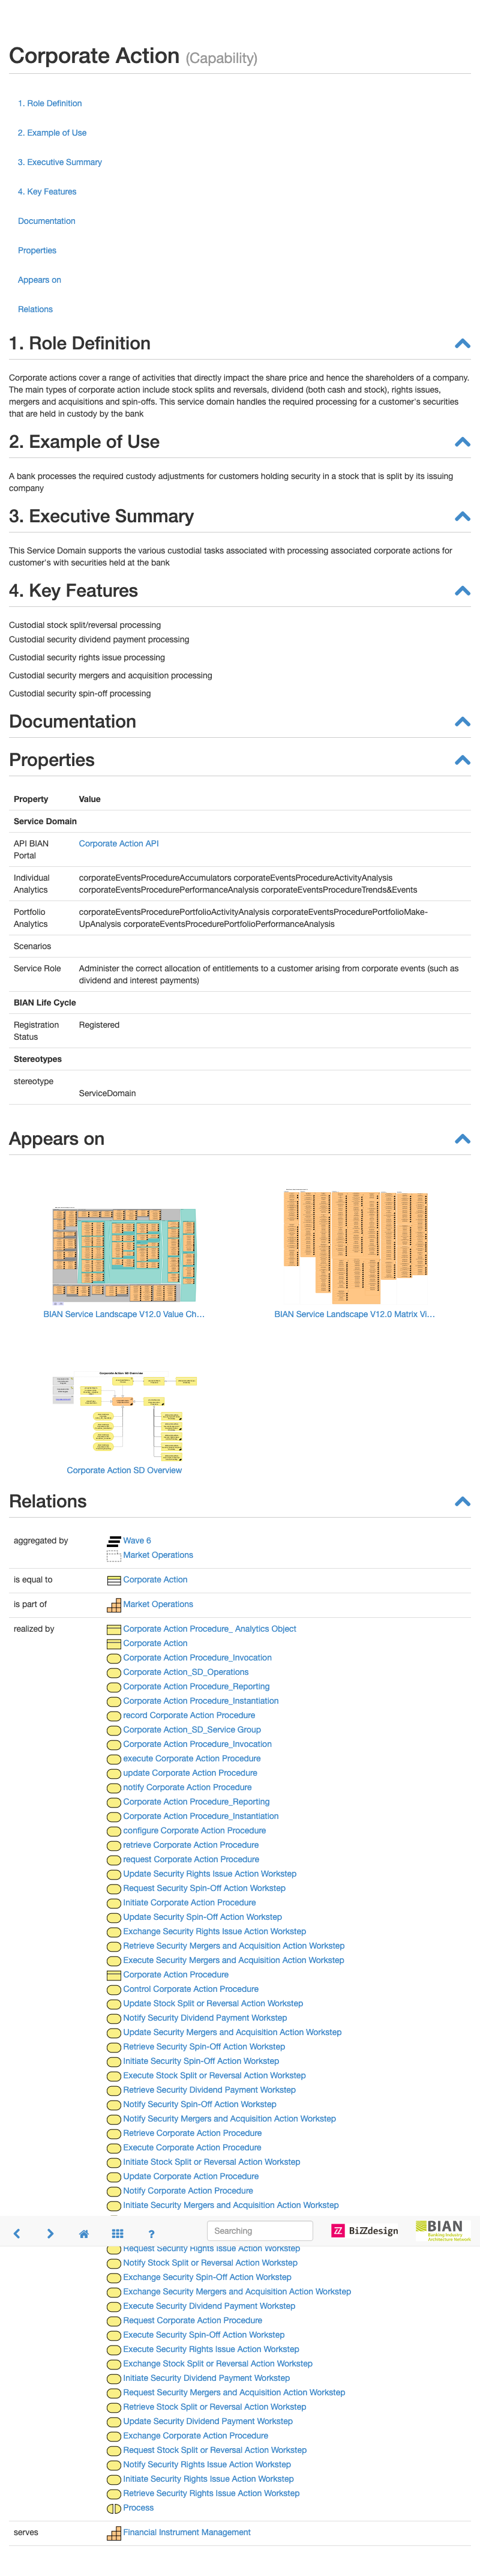 Corporate Action (Capability)
1. Role Definition
2. Example of Use
3. Executive Summary
4. Key Features
Documentation
Properties
Appears on
Relations
1. Role Definition
Corporate actions cover a range of activities that directly impact the share price and hence the shareholders of a company.
The main types of corporate action include stock splits and reversals, dividend (both cash and stock), rights issues,
mergers and acquisitions and spin-offs. This service domain handles the required processing for a customer's securities
that are held in custody by the bank
2. Example of Use
A bank processes the required custody adjustments for customers holding security in a stock that is split by its issuing
company
3. Executive Summary
This Service Domain supports the various custodial tasks associated with processing associated corporate actions for
customer's with securities held at the bank
4. Key Features
Custodial stock split/reversal processing
Custodial security dividend payment processing
Custodial security rights issue processing
Custodial security mergers and acquisition processing
Custodial security spin-off processing
Documentation
Properties
Property Value
Service Domain
API BIAN Corporate Action API
Portal
Individual corporateEventsProcedureAccumulators corporateEventsProcedureActivityAnalysis
Analytics corporateEventsProcedurePerformanceAnalysis corporateEventsProcedureTrends&Events
Portfolio corporateEventsProcedurePortfolioActivityAnalysis corporateEventsProcedurePortfolioMake-
Analytics UpAnalysis corporateEventsProcedurePortfolioPerformanceAnalysis
Scenarios
Service Role Administer the correct allocation of entitlements to a customer arising from corporate events (such as
dividend and interest payments)
BIAN Life Cycle
Registration Registered
Status
Stereotypes
stereotype
ServiceDomain
Appears on
BIAN Service Landscape V12.0 Value Ch...
BIAN Service Landscape V12.0 Matrix Vi...
Corporate Action SD Overview
Corporate Action SD Overview
Relations
aggregated by Wave 6
Market Operations
is equal to Corporate Action
is part of Market Operations
realized by Corporate Action Procedure_ Analytics Object
Corporate Action
Corporate Action Procedure_Invocation
Corporate Action_SD_Operations
Corporate Action Procedure_Reporting
Corporate Action Procedure_Instantiation
record Corporate Action Procedure
Corporate Action_SD_Service Group
Corporate Action Procedure_Invocation
execute Corporate Action Procedure
update Corporate Action Procedure
notify Corporate Action Procedure
Corporate Action Procedure_Reporting
Corporate Action Procedure_Instantiation
configure Corporate Action Procedure
retrieve Corporate Action Procedure
request Corporate Action Procedure
Update Security Rights Issue Action Workstep
Request Security Spin-Off Action Workstep
Initiate Corporate Action Procedure
Update Security Spin-Off Action Workstep
Exchange Security Rights Issue Action Workstep
Retrieve Security Mergers and Acquisition Action Workstep
Execute Security Mergers and Acquisition Action Workstep
Corporate Action Procedure
Control Corporate Action Procedure
Update Stock Split or Reversal Action Workstep
Notify Security Dividend Payment Workstep
Update Security Mergers and Acquisition Action Workstep
Retrieve Security Spin-Off Action Workstep
Initiate Security Spin-Off Action Workstep
Execute Stock Split or Reversal Action Workstep
Retrieve Security Dividend Payment Workstep
Notify Security Spin-Off Action Workstep
Notify Security Mergers and Acquisition Action Workstep
Retrieve Corporate Action Procedure
Execute Corporate Action Procedure
Initiate Stock Split or Reversal Action Workstep
Update Corporate Action Procedure
Notify Corporate Action Procedure
Initiate Security Mergers and Acquisition Action Workstep
? Searching BiZZdesign BIAN
Banking Industry
Architecture Network
Request Security Rights Issue Action Workstep
Notify Stock Split or Reversal Action Workstep
Exchange Security Spin-Off Action Workstep
Exchange Security Mergers and Acquisition Action Workstep
Execute Security Dividend Payment Workstep
Request Corporate Action Procedure
Execute Security Spin-Off Action Workstep
Execute Security Rights Issue Action Workstep
Exchange Stock Split or Reversal Action Workstep
Initiate Security Dividend Payment Workstep
Request Security Mergers and Acquisition Action Workstep
Retrieve Stock Split or Reversal Action Workstep
Update Security Dividend Payment Workstep
Exchange Corporate Action Procedure
Request Stock Split or Reversal Action Workstep
Notify Security Rights Issue Action Workstep
Initiate Security Rights Issue Action Workstep
Retrieve Security Rights Issue Action Workstep
Process
serves Financial Instrument Management